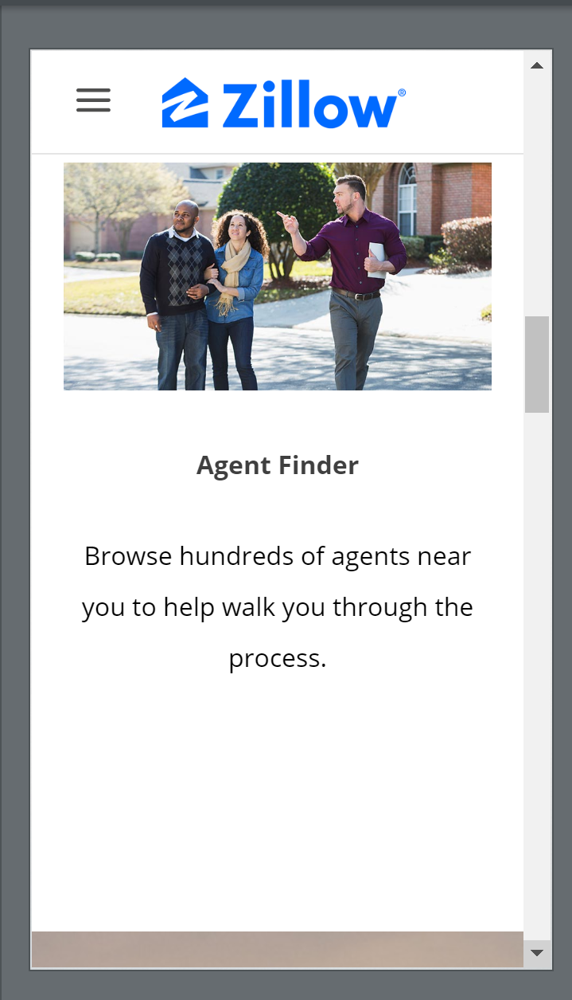 Zillow®
Agent Finder
Browse hundreds of agents near
you to help walk you through the
process.